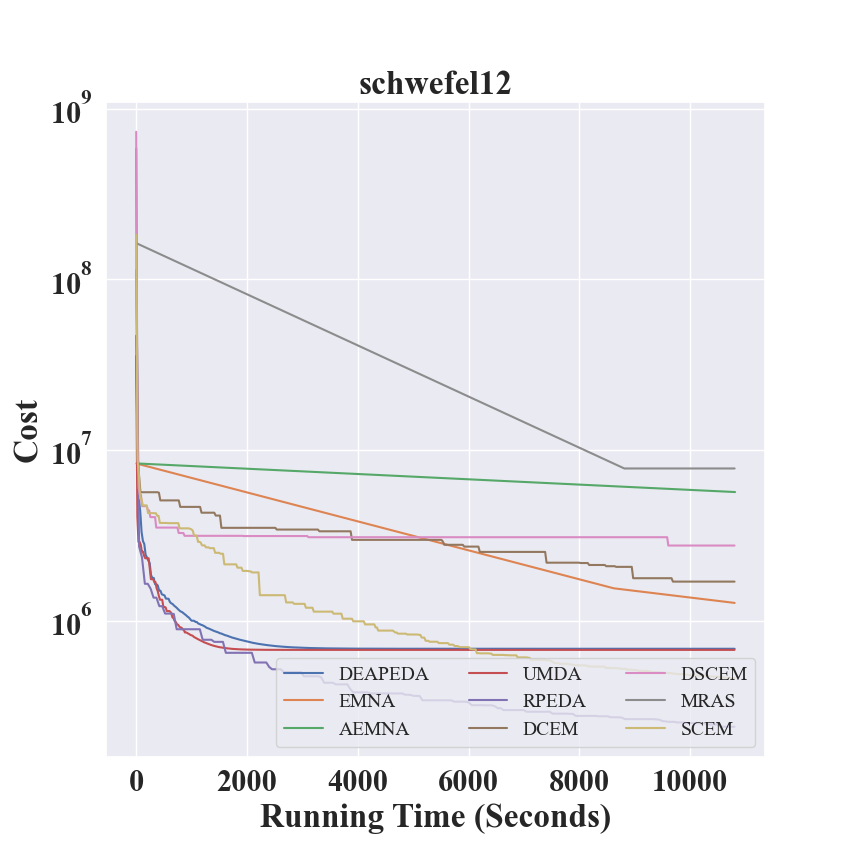 schwefel12
10^9
10^8
10^7
10^6
Cost
DEAPEDA UMDA DSCEM
EMNA RPEDA MRAS
AEMNA DCEM SCEM
0 2000 4000 6000 8000 10000
Running Time (Seconds)